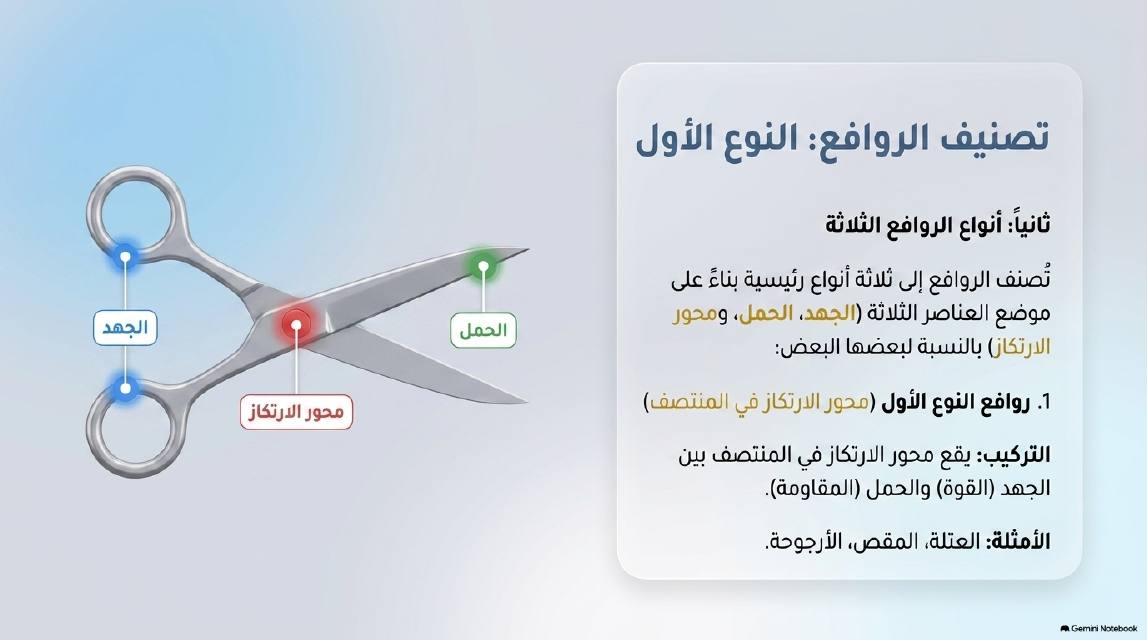 تصنيف الروافع: النوع الأول
ثانياً: أنواع الروافع الثلاثة
تُصنف الروافع إلى ثلاثة أنواع رئيسية بناءً على
موضع العناصر الثلاثة (الجهد، الحمل، ومحور
الارتكاز) بالنسبة لبعضها البعض:
1. روافع النوع الأول (محور الارتكاز في المنتصف)
التركيب: يقع محور الارتكاز في المنتصف بين
الجهد (القوة) والحمل (المقاومة).
الأمثلة: العتلة، المقص، الأرجوحة.
الحمل
محور الارتكاز
الجهد
Gemini Notebook